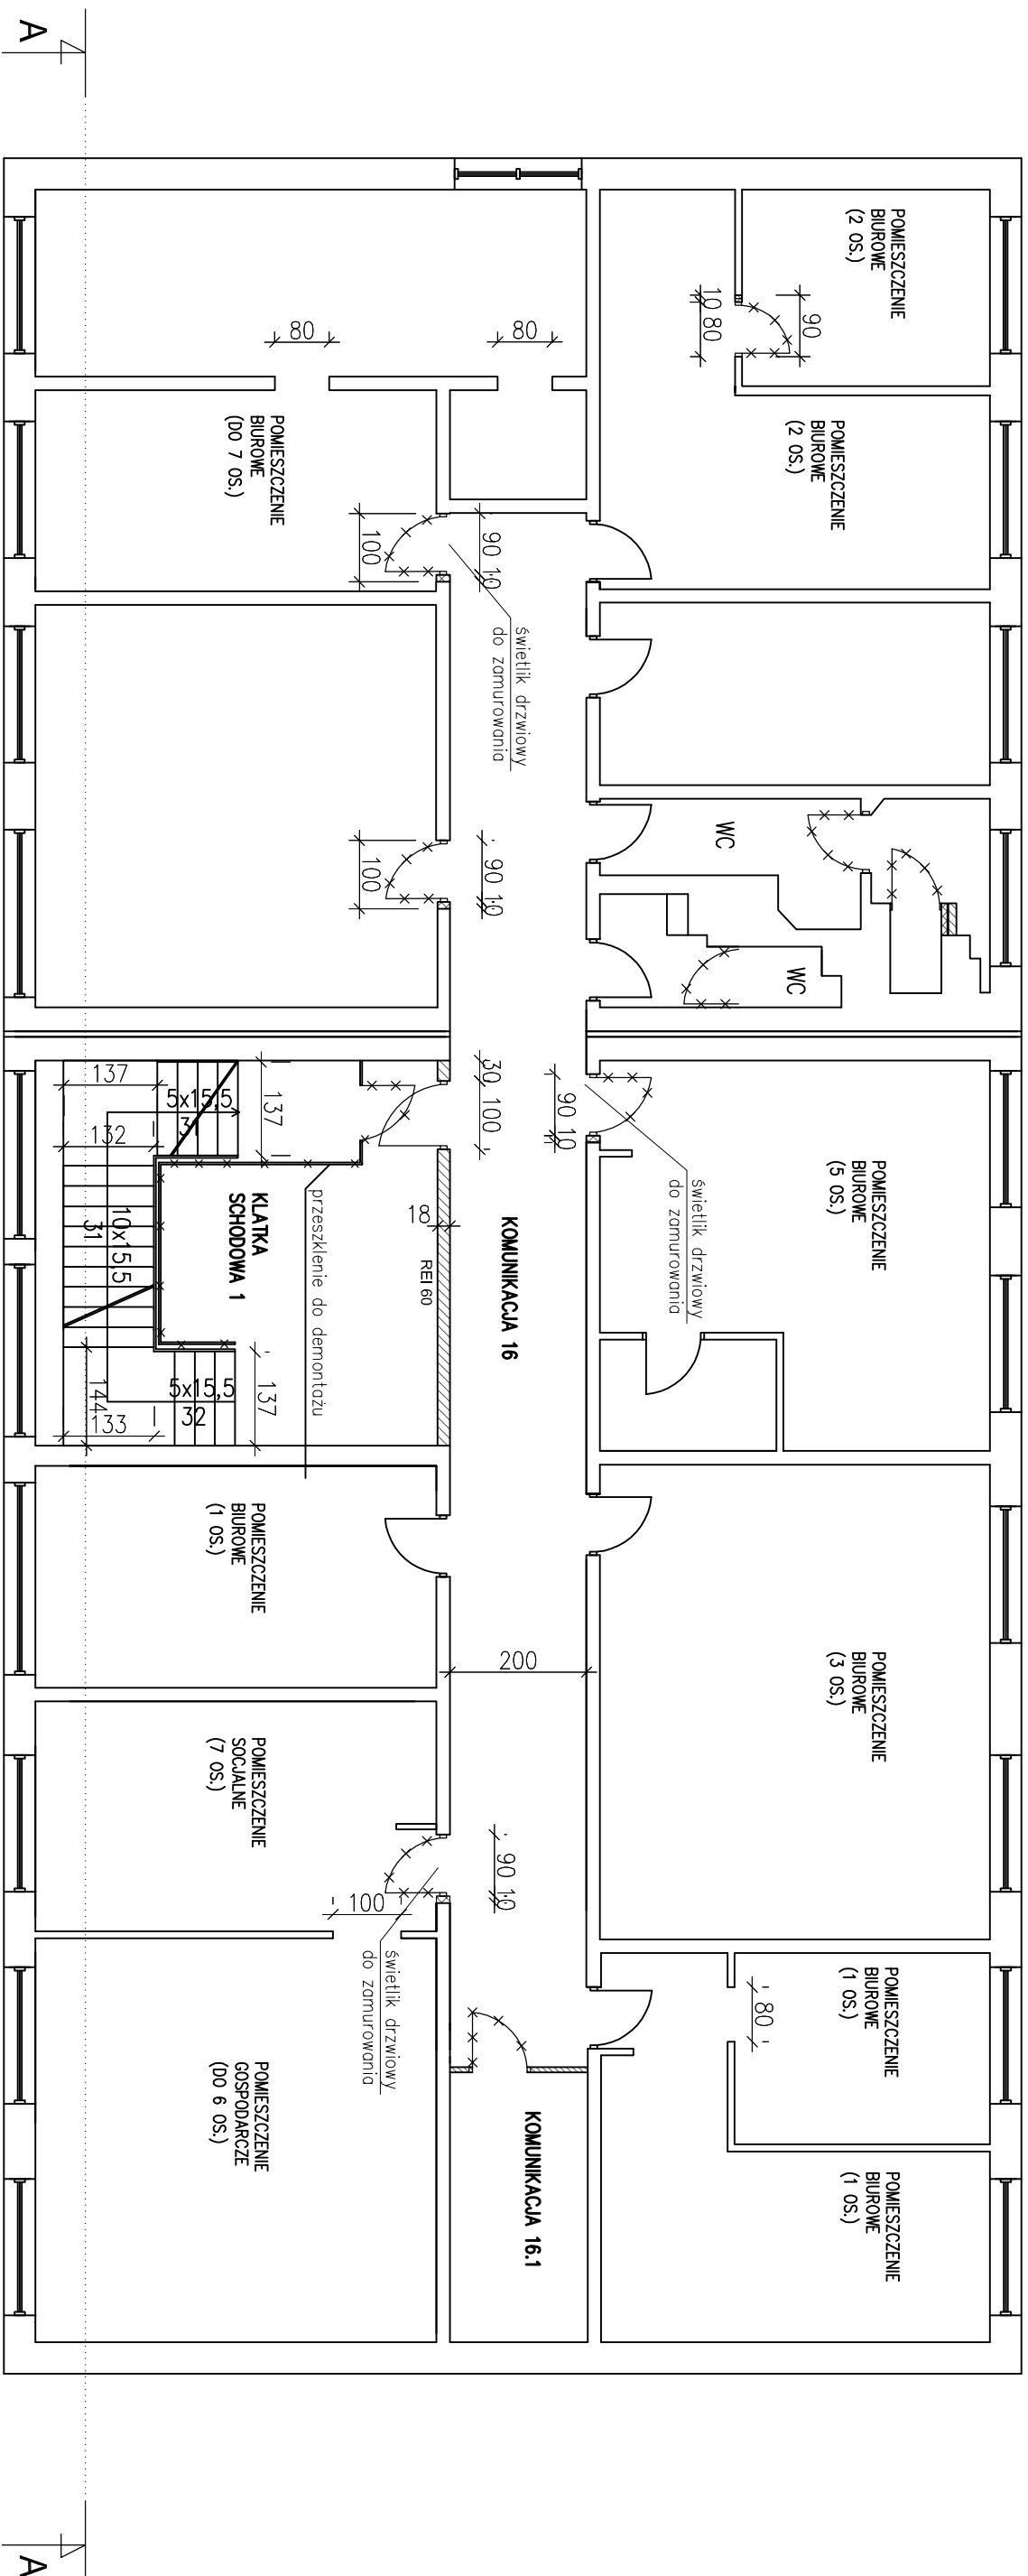 A
A
POMIESZCZENIE
BIUROWE
(2 OS.)
90
10 80
POMIESZCZENIE
BIUROWE
(2 OS.)
80
80
POMIESZCZENIE
BIUROWE
(DO 7 OS.)
100
90 10
świetlik drzwiowy
do zamurowania
WC
WC
100
90 10
POMIESZCZENIE
BIUROWE
(5 OS.)
90 10
świetlik drzwiowy
do zamurowania
30 100
KOMUNIKACJA 16
18
REI 60
137
5x15,5
31
132
137
10x15,5
31
KLATKA
SCHODOWA 1
przeszklenie do demontażu
5x15,5
32
137
144
133
POMIESZCZENIE
BIUROWE
(1 OS.)
200
POMIESZCZENIE
BIUROWE
(3 OS.)
POMIESZCZENIE
SOCJALNE
(7 OS.)
90 10
100
świetlik drzwiowy
do zamurowania
POMIESZCZENIE
BIUROWE
(1 OS.)
80
POMIESZCZENIE
GOSPODARCZE
(DO 6 OS.)
KOMUNIKACJA 16.1
POMIESZCZENIE
BIUROWE
(1 OS.)